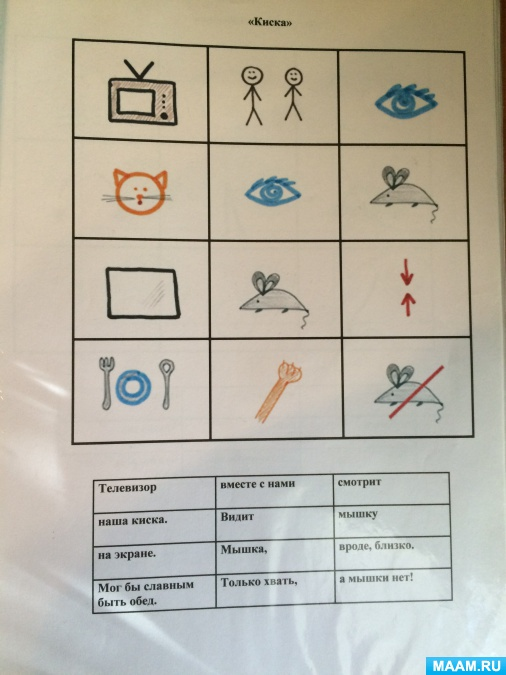 «Киска»
Телевизор вместе с нами смотрит
наша киска. Видит мышку
на экране. Мышка, вроде, близко.
Мог бы славным Только хвать, а мышки нет!
быть обед.
MAAM.RU